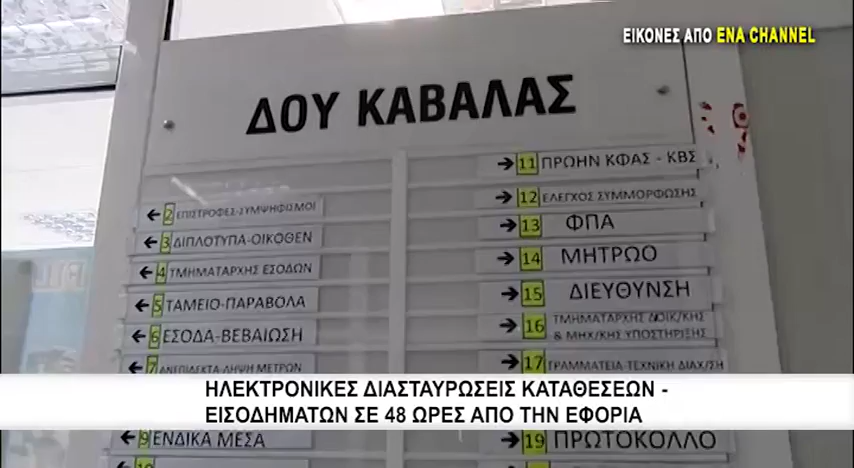 ΕΙΚΟΝΕΣ ΑΠΟ ENA CHANNEL
ΔΟΥ ΚΑΒΑΛΑΣ
← 2 ΕΠΙΣΤΡΟΦΕΣ-ΣΥΜΨΗΦΙΣΜΟΙ
← 3 ΔΙΠΛΟΤΥΠΑ-ΟΙΚΟΘΕΝ
← 4 ΤΜΗΜΑΤΑΡΧΗΣ ΕΣΟΔΩΝ
← 5 ΤΑΜΕΙΟ-ΠΑΡΑΒΟΛΑ
← 6 ΕΣΟΔΑ-ΒΕΒΑΙΩΣΗ
← 7 ΑΝΕΠΙΔΕΚΤΑ-ΛΗΨΗ ΜΕΤΡΩΝ
← 9 ΕΝΔΙΚΑ ΜΕΣΑ
→ 11 ΠΡΩΗΝ ΚΦΑΣ - ΚΒΣ
→ 12 ΕΛΕΓΧΟΣ ΣΥΜΜΟΡΦΩΣΗΣ
→ 13 ΦΠΑ
→ 14 ΜΗΤΡΩΟ
→ 15 ΔΙΕΥΘΥΝΣΗ
→ 16 ΤΜΗΜΑΤΑΡΧΗΣ ΔΙΟΙΚ/ΚΗΣ
& ΜΗΧ/ΚΗΣ ΥΠΟΣΤΗΡΙΞΗΣ
→ 17 ΓΡΑΜΜΑΤΕΙΑ-ΤΕΧΝΙΚΗ ΔΙΑΧ/ΣΗ
→ 19 ΠΡΩΤΟΚΟΛΛΟ
ΗΛΕΚΤΡΟΝΙΚΕΣ ΔΙΑΣΤΑΥΡΩΣΕΙΣ ΚΑΤΑΘΕΣΕΩΝ -
ΕΙΣΟΔΗΜΑΤΩΝ ΣΕ 48 ΩΡΕΣ ΑΠΟ ΤΗΝ ΕΦΟΡΙΑ